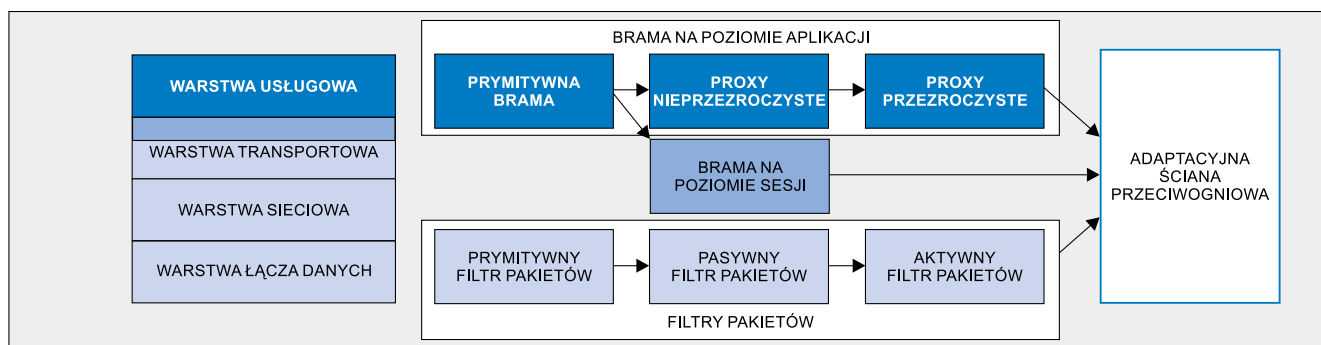 WARSTWA USŁUGOWA
WARSTWA TRANSPORTOWA
WARSTWA SIECIOWA
WARSTWA ŁĄCZA DANYCH
BRAMA NA POZIOMIE APLIKACJI
PRYMITYWNA
BRAMA
PROXY
NIEPRZEZROCZYSTE
PROXY
PRZEZROCZYSTE
BRAMA NA
POZIOMIE SESJI
PRYMITYWNY
FILTR PAKIETÓW
PASYWNY
FILTR PAKIETÓW
AKTYWNY
FILTR PAKIETÓW
FILTRY PAKIETÓW
ADAPTACYJNA
ŚCIANA
PRZECIWOGNIOWA